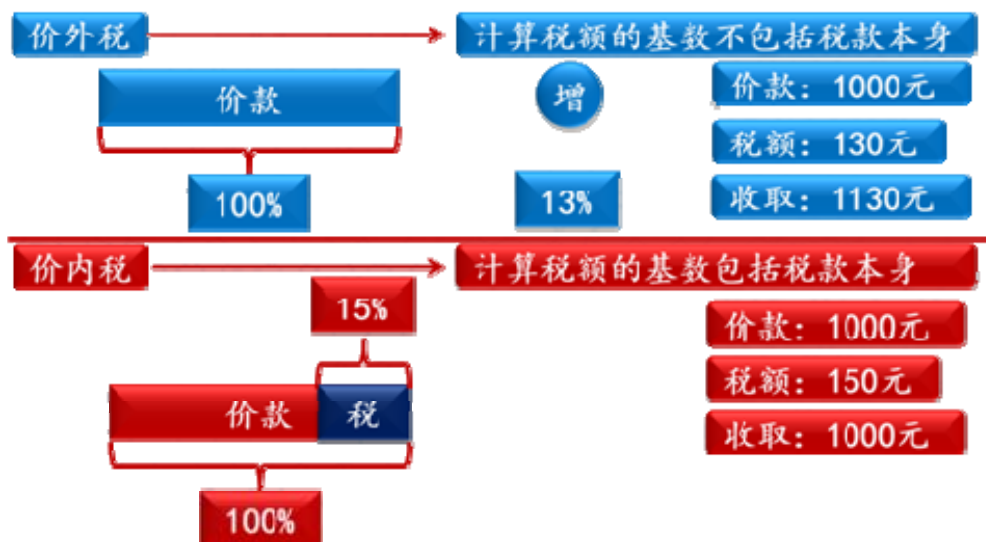 价外税
计算税额的基数不包括税款本身
价款
增
价款：1000元
税额：130元
100%
13%
收取：1130元
价内税
计算税额的基数包括税款本身
15%
价款：1000元
税额：150元
价款
税
收取：1000元
100%